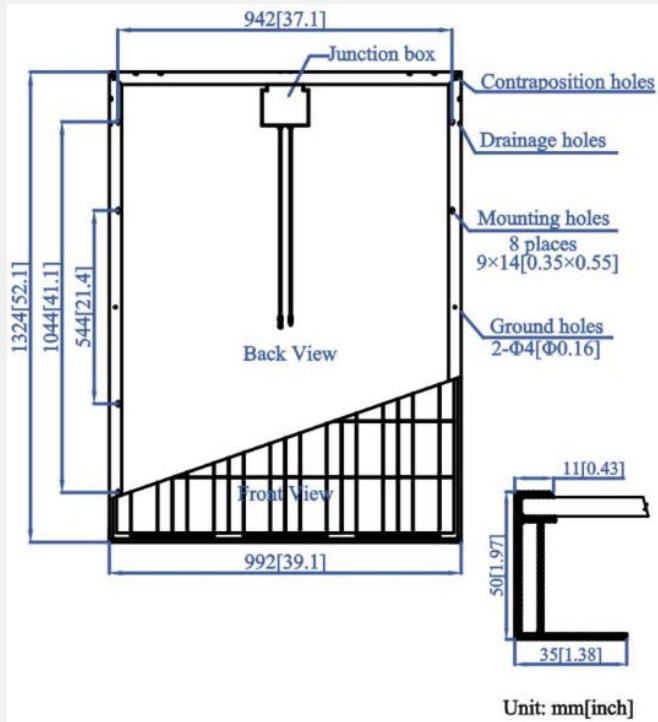 942[37.1]
Junction box
Contraposition holes
Drainage holes
Mounting holes
8 places
9×14[0.35×0.55]
Ground holes
2-Φ4[Φ0.16]
1324[52.1]
1044[41.1]
544[21.4]
Back View
Front View
992[39.1]
11[0.43]
50[1.97]
35[1.38]
Unit: mm[inch]